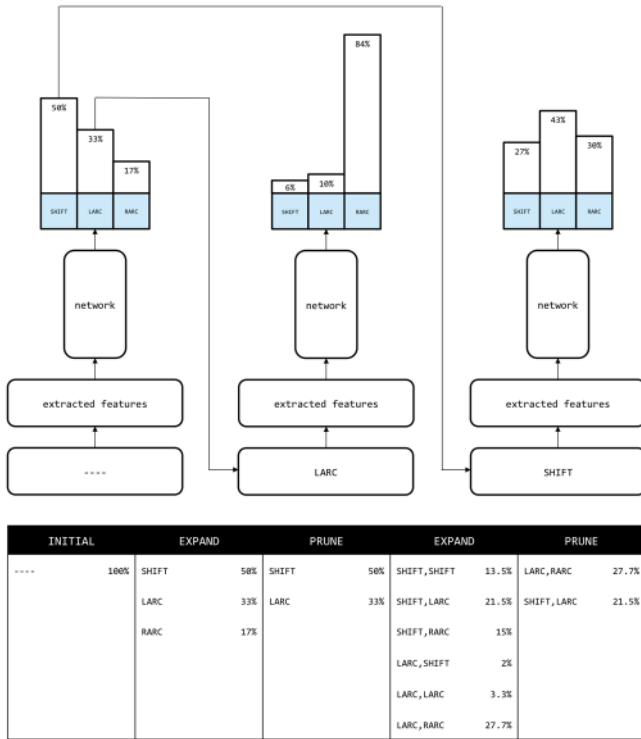 84%
50%
43%
33%
27%
30%
17%
6%
10%
SHIFT LARC RARC
SHIFT LARC RARC
SHIFT LARC RARC
network
network
network
extracted features
extracted features
extracted features
----
LARC
SHIFT
INITIAL EXPAND PRUNE EXPAND PRUNE
---- 100% SHIFT 50% SHIFT 50% SHIFT,SHIFT 13.5% LARC,RARC 27.7%
LARC 33% LARC 33% SHIFT,LARC 21.5% SHIFT,LARC 21.5%
RARC 17% SHIFT,RARC 15%
LARC,SHIFT 2%
LARC,LARC 3.3%
LARC,RARC 27.7%